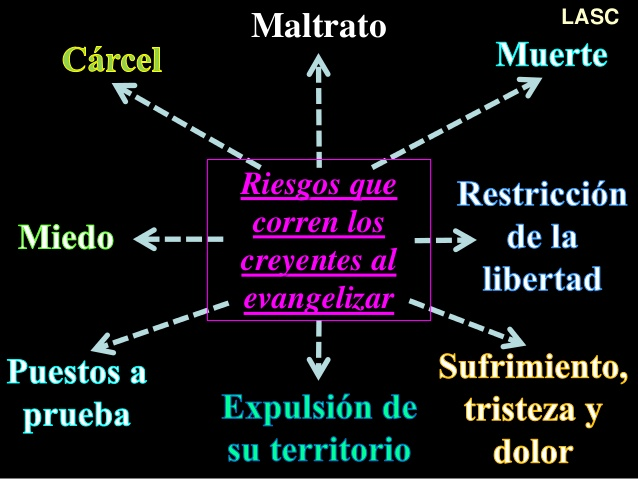 LASC
Maltrato
Cárcel
Muerte
Riesgos que
corren los
creyentes al
evangelizar
Miedo
Restricción
de la
libertad
Puestos a
prueba
Expulsión de
su territorio
Sufrimiento,
tristeza y
dolor